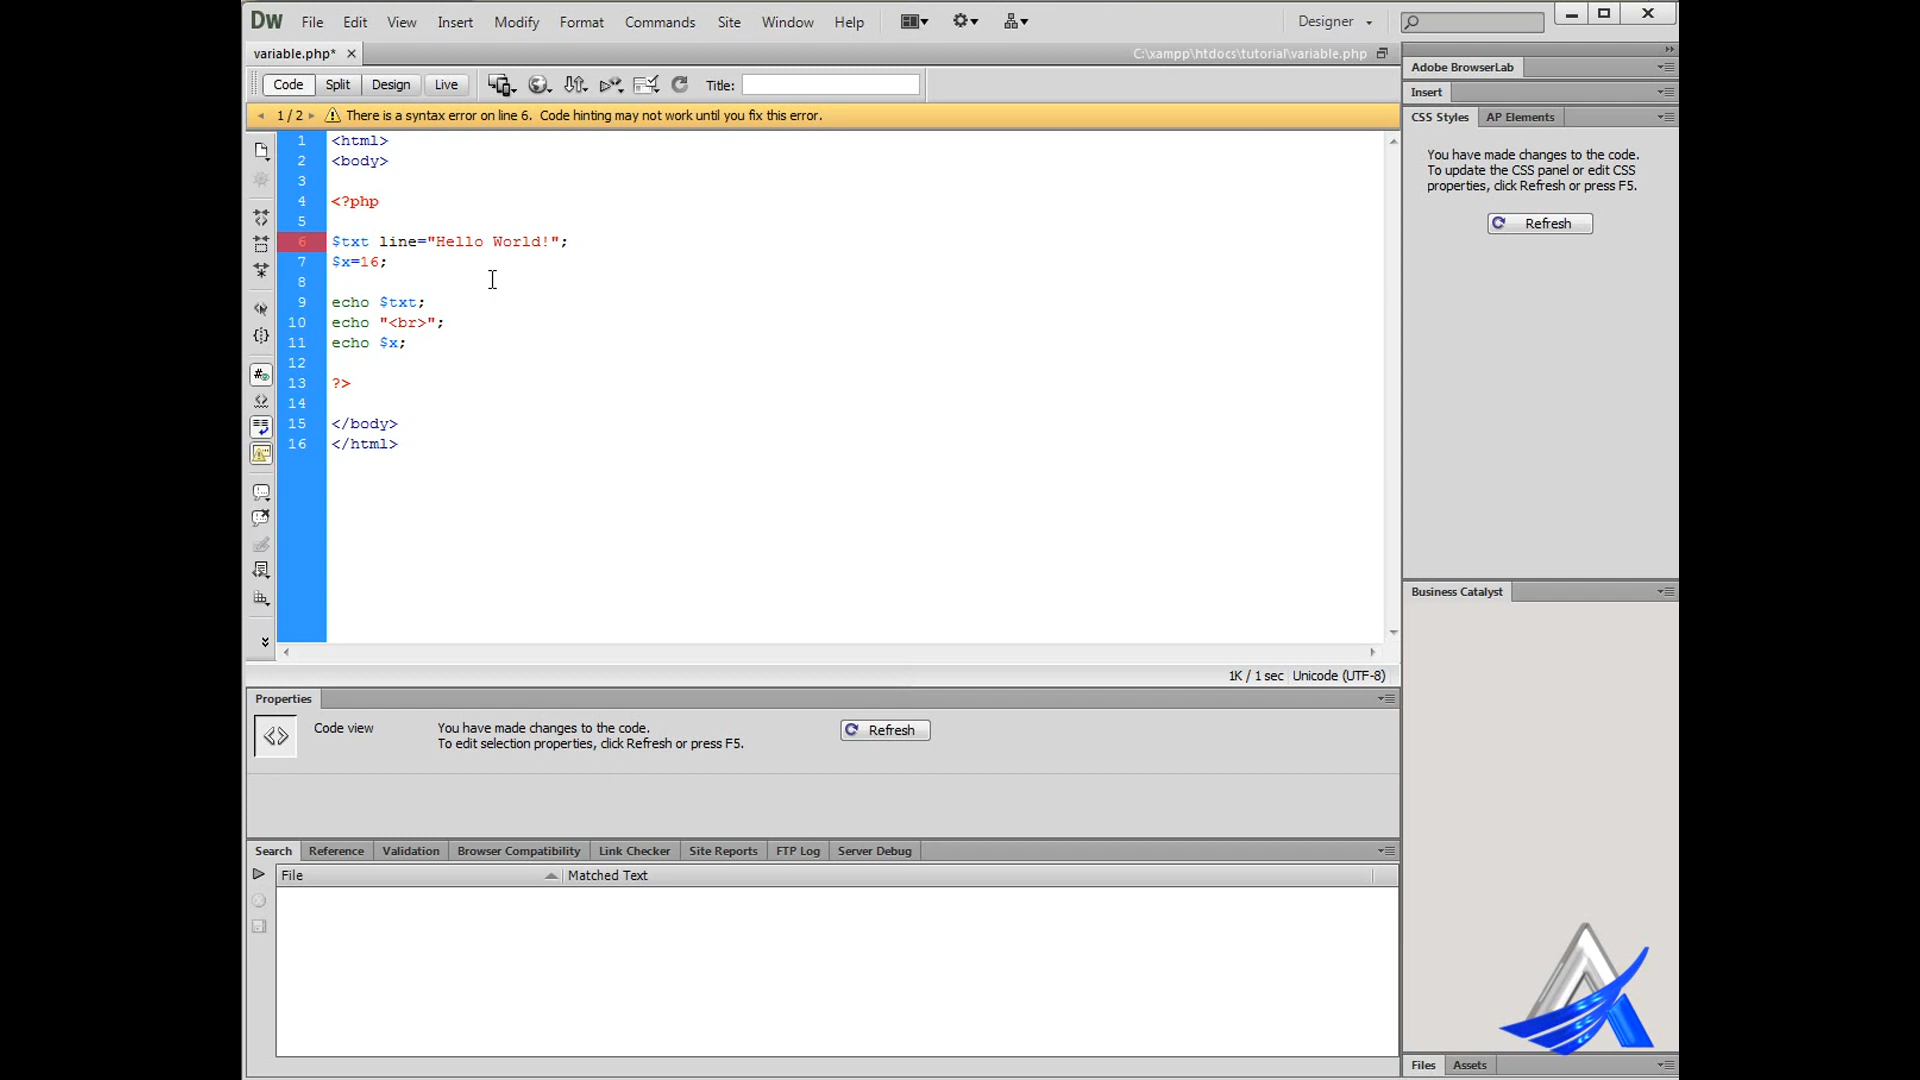 DW File Edit View Insert Modify Format Commands Site Window Help Designer
variable.php* C:\xampp\htdocs\tutorial\variable.php
Code Split Design Live Title:
1 / 2 There is a syntax error on line 6. Code hinting may not work until you fix this error.
1 <html>
2 <body>
3
4 <?php
5
6 $txt line="Hello World!";
7 $x=16;
8
9 echo $txt;
10 echo "<br>";
11 echo $x;
12
13 ?>
14
15 </body>
16 </html>
1K / 1 sec Unicode (UTF-8)
Properties
Code view
You have made changes to the code.
To edit selection properties, click Refresh or press F5.
Refresh
Search Reference Validation Browser Compatibility Link Checker Site Reports FTP Log Server Debug
File Matched Text
Adobe BrowserLab
Insert
CSS Styles AP Elements
You have made changes to the code.
To update the CSS panel or edit CSS
properties, click Refresh or press F5.
Refresh
Business Catalyst
Files Assets